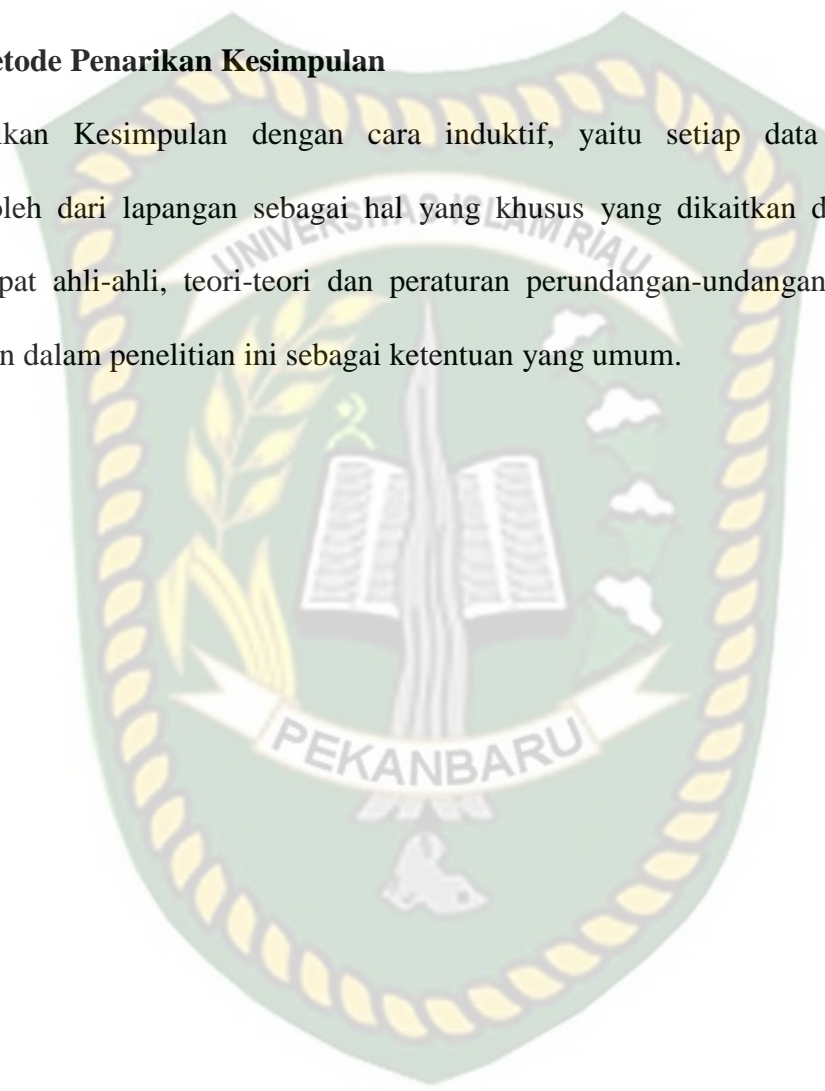 etode Penarikan Kesimpulan
ikan Kesimpulan dengan cara induktif, yaitu setiap data
oleh dari lapangan sebagai hal yang khusus yang dikaitkan d
pat ahli-ahli, teori-teori dan peraturan perundangan-undangan
n dalam penelitian ini sebagai ketentuan yang umum.
UNIVERSITAS ISLAM RIAU
PEKANBARU